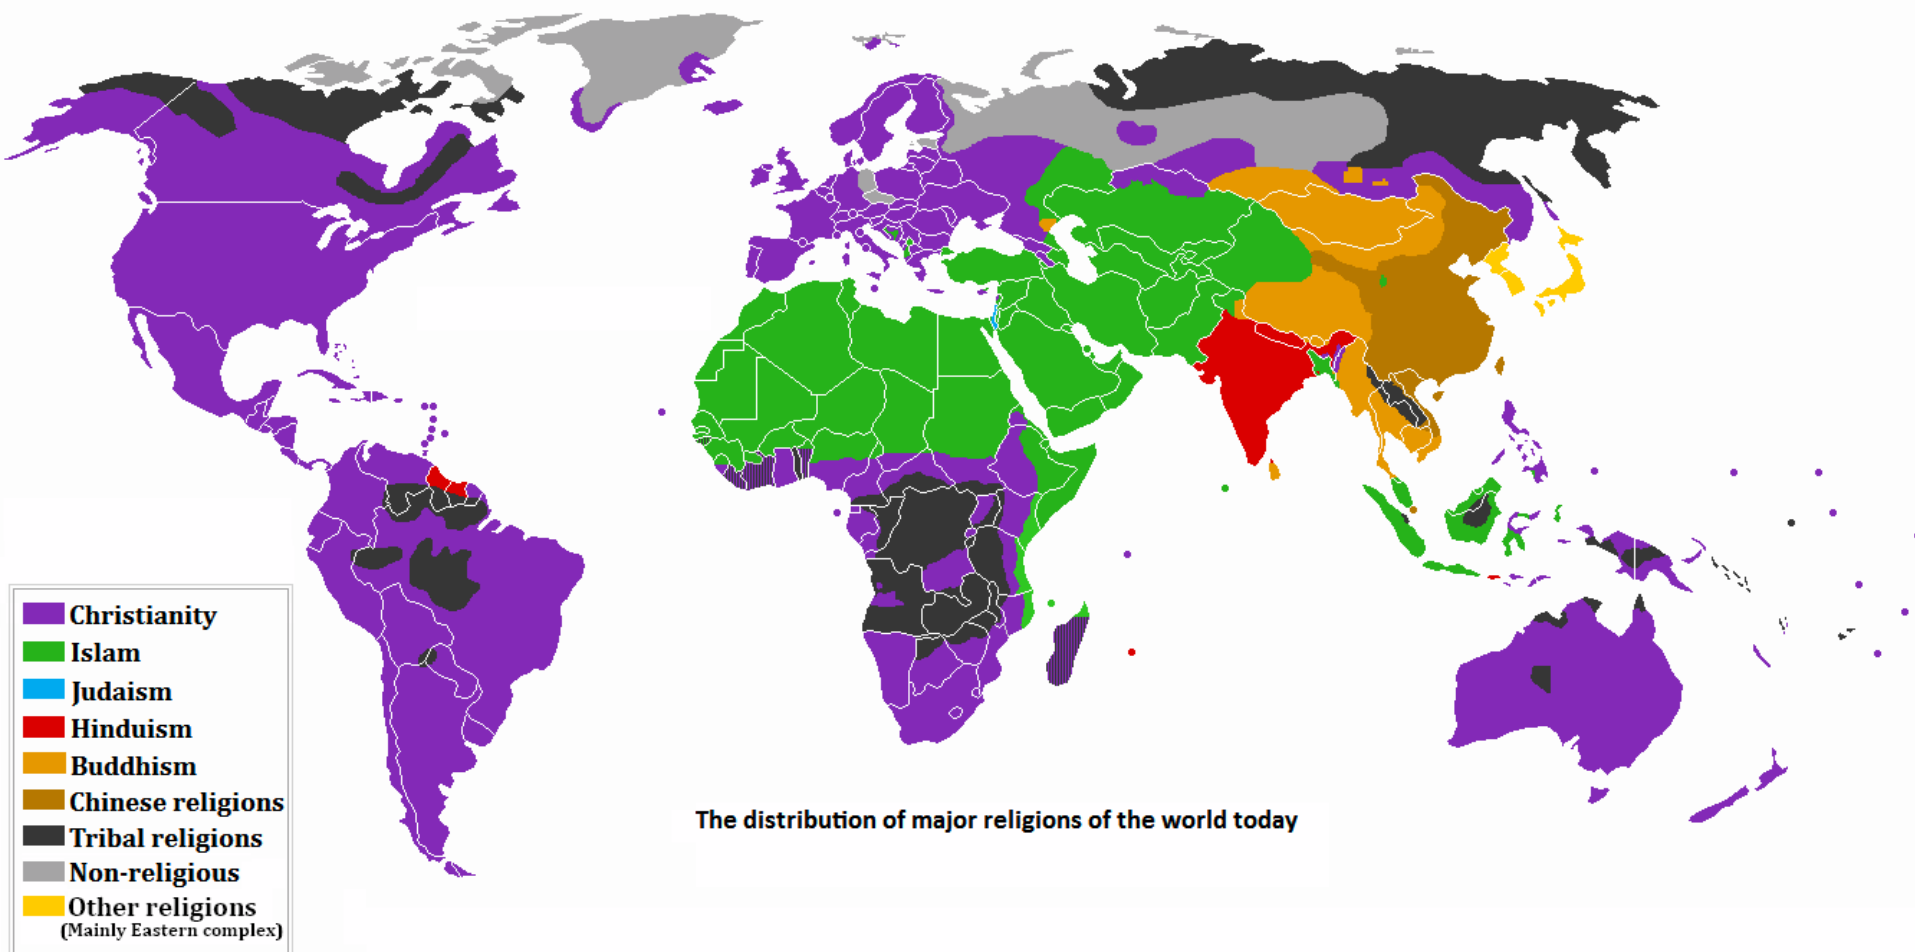 Christianity
Islam
Judaism
Hinduism
Buddhism
Chinese religions
Tribal religions
Non-religious
Other religions
(Mainly Eastern complex)
The distribution of major religions of the world today